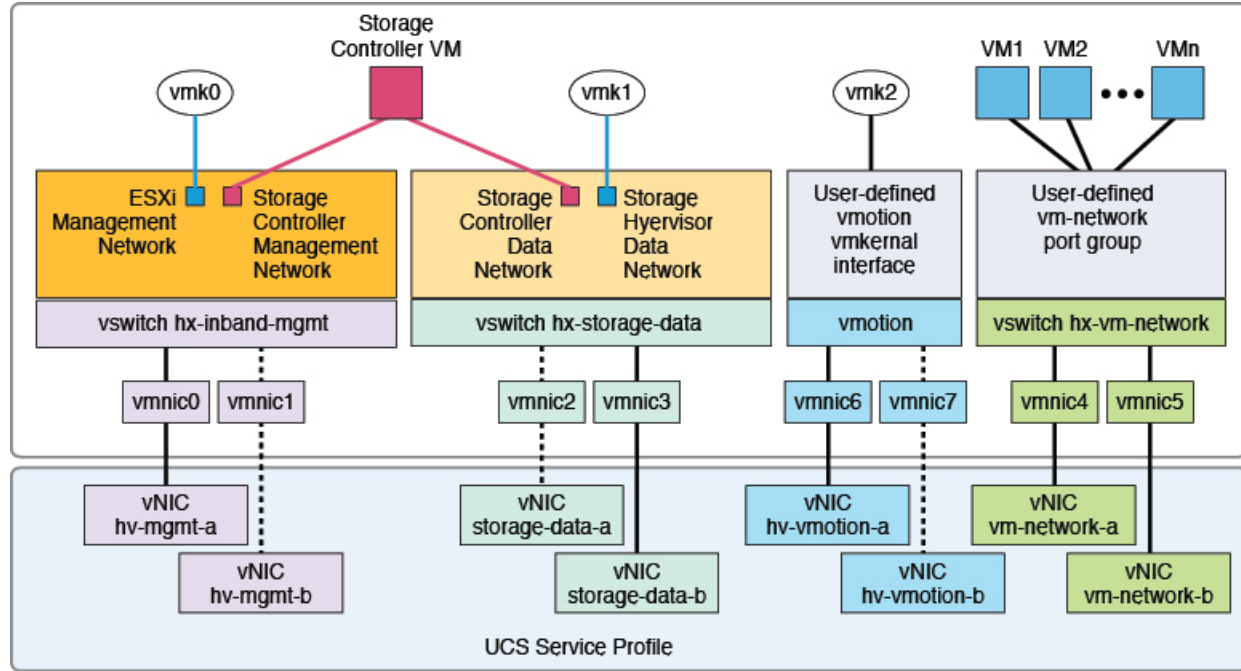 Storage
Controller VM
VM1
VM2
VMn
vmk0
vmk1
vmk2
ESXi
Management
Network
Storage
Controller
Management
Network
Storage
Controller
Data
Network
Storage
Hyervisor
Data
Network
User-defined
vmotion
vmkernal
interface
User-defined
vm-network
port group
vswitch hx-inband-mgmt
vswitch hx-storage-data
vmotion
vswitch hx-vm-network
vmnic0
vmnic1
vmnic2
vmnic3
vmnic6
vmnic7
vmnic4
vmnic5
vNIC
hv-mgmt-a
vNIC
storage-data-a
vNIC
hv-vmotion-a
vNIC
vm-network-a
vNIC
hv-mgmt-b
vNIC
storage-data-b
vNIC
hv-vmotion-b
vNIC
vm-network-b
UCS Service Profile